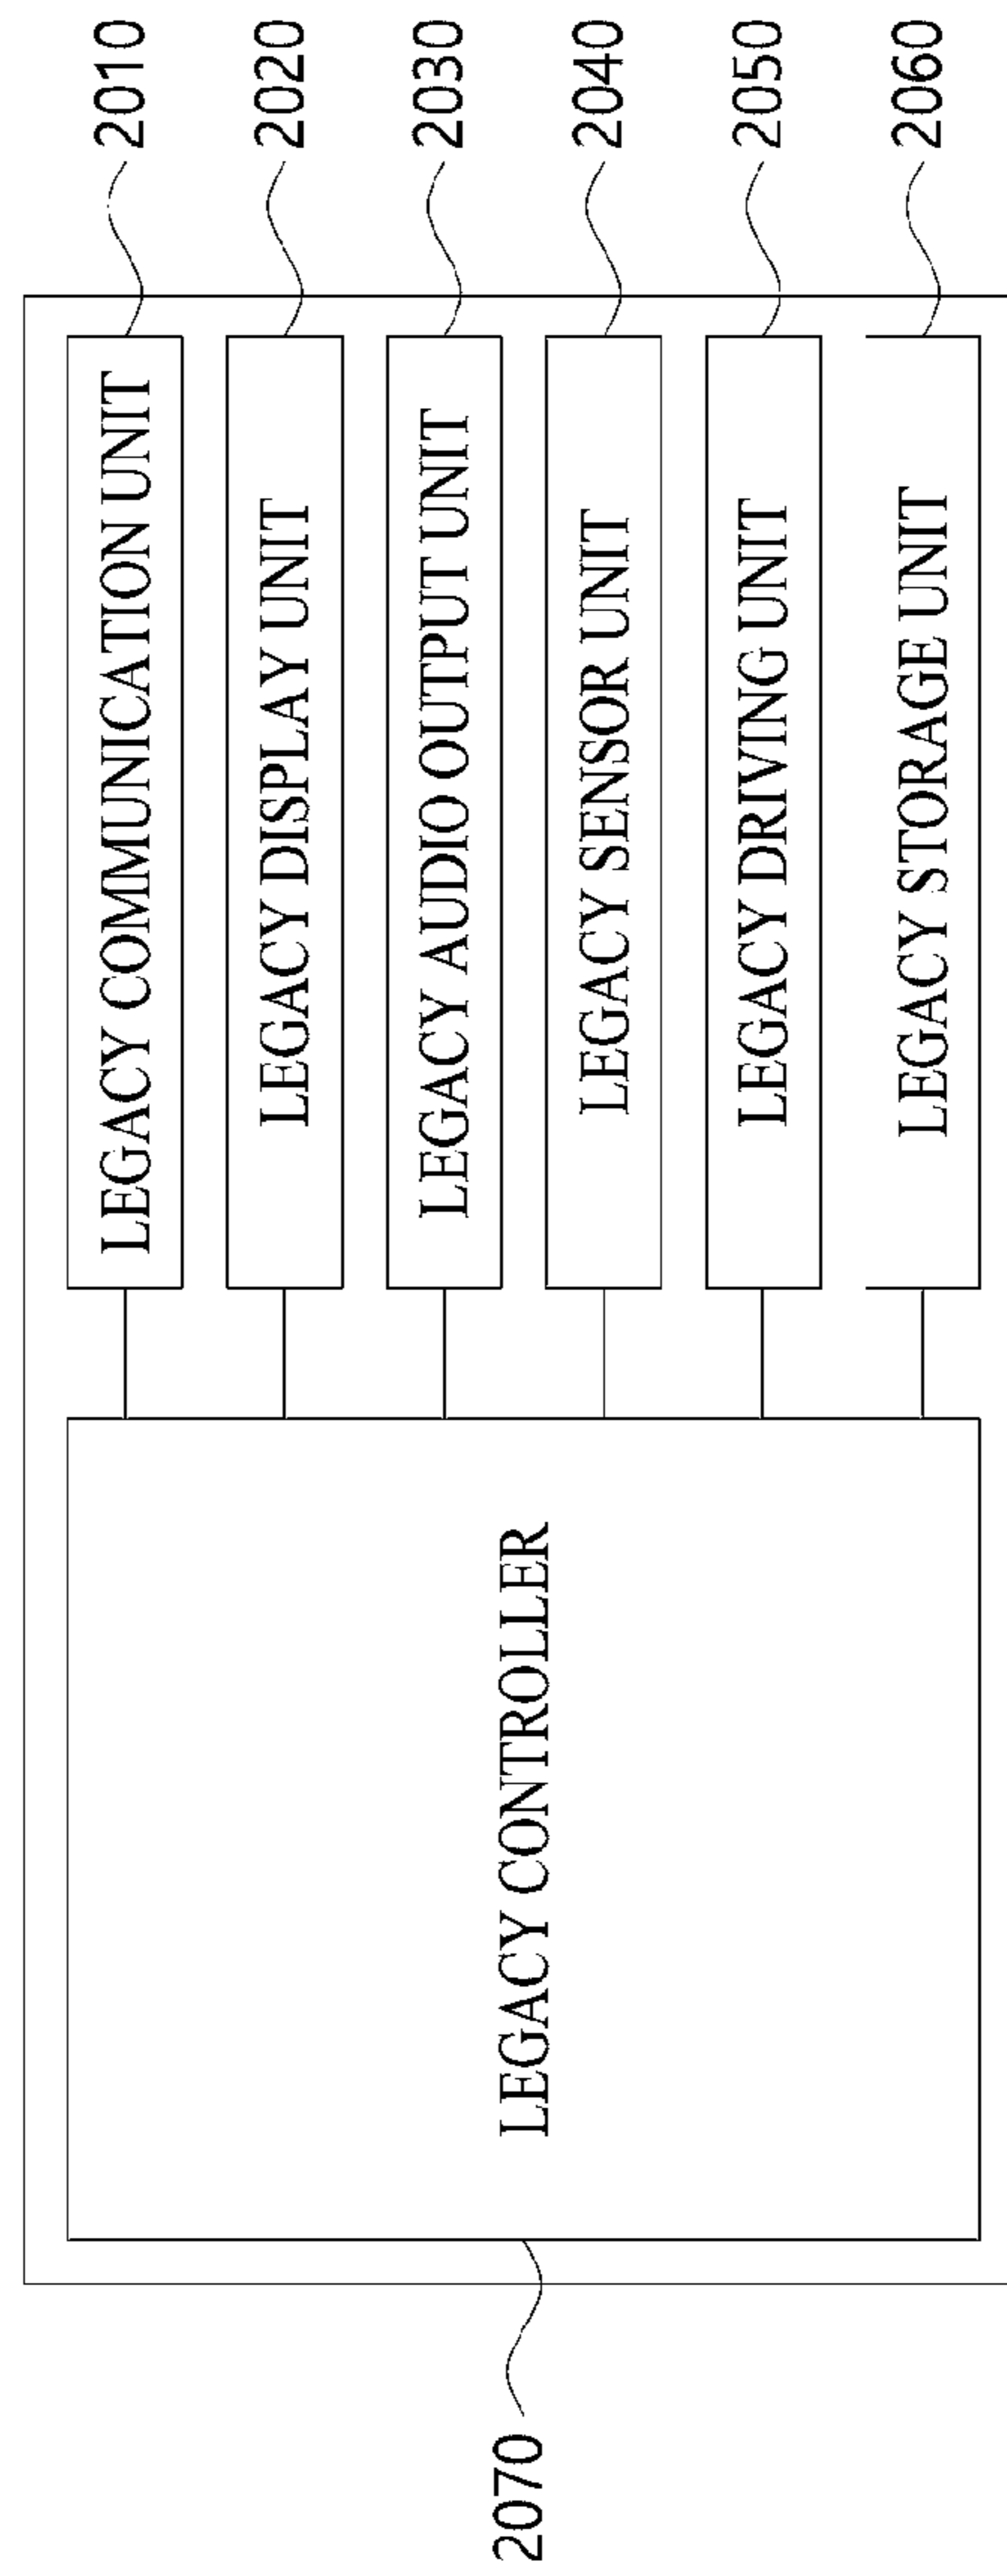 2010
LEGACY COMMUNICATION UNIT
2020
LEGACY DISPLAY UNIT
2030
LEGACY AUDIO OUTPUT UNIT
2040
LEGACY SENSOR UNIT
2050
LEGACY DRIVING UNIT
2060
LEGACY STORAGE UNIT
LEGACY CONTROLLER
2070